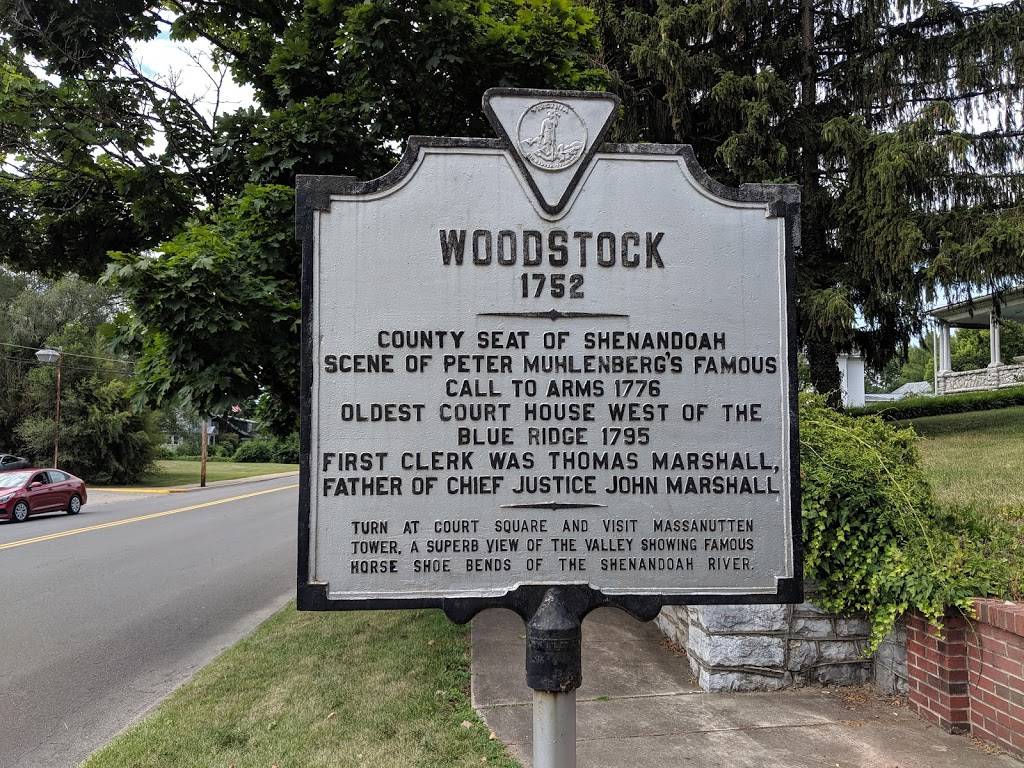 VIRGINIA
WOODSTOCK
1752
COUNTY SEAT OF SHENANDOAH
SCENE OF PETER MUHLENBERG'S FAMOUS
CALL TO ARMS 1776
OLDEST COURT HOUSE WEST OF THE
BLUE RIDGE 1795
FIRST CLERK WAS THOMAS MARSHALL,
FATHER OF CHIEF JUSTICE JOHN MARSHALL
TURN AT COURT SQUARE AND VISIT MASSANUTTEN
TOWER, A SUPERB VIEW OF THE VALLEY SHOWING FAMOUS
HORSE SHOE BENDS OF THE SHENANDOAH RIVER.